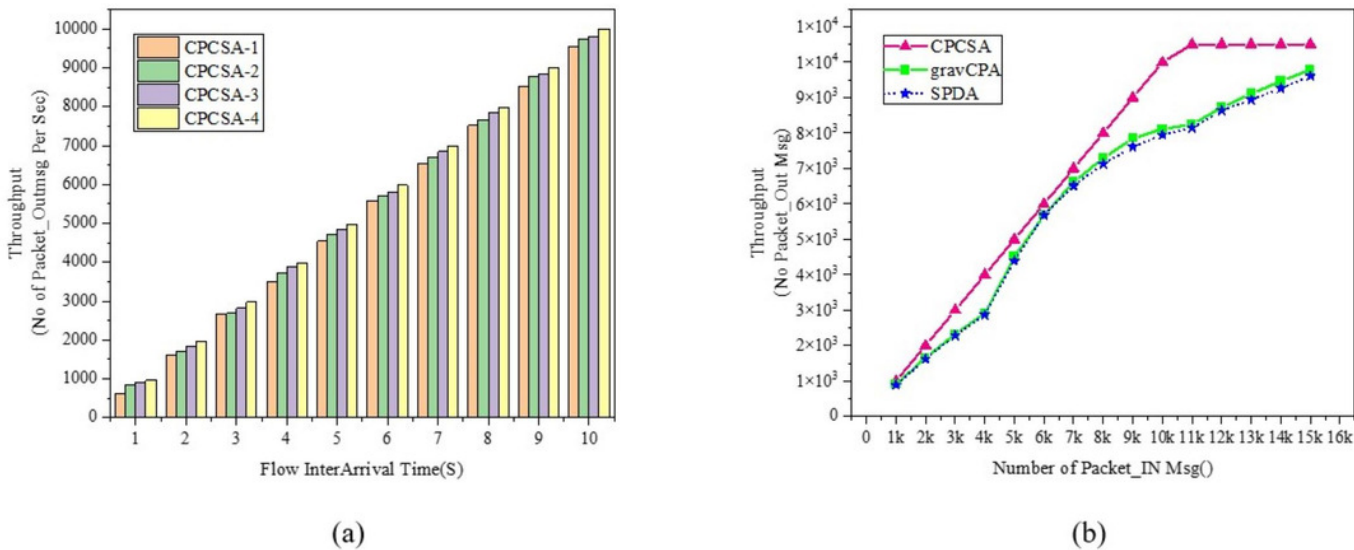 10000
9000
8000
7000
6000
5000
4000
3000
2000
1000
0
Throughput
(No of Packet_Outmsg Per Sec)
CPCSA-1
CPCSA-2
CPCSA-3
CPCSA-4
1 2 3 4 5 6 7 8 9 10
Flow InterArrival Time(S)
(a)
1×10⁴
1×10⁴
9×10³
8×10³
7×10³
6×10³
5×10³
4×10³
3×10³
2×10³
1×10³
0
Throughput
(No Packet_Out Msg)
CPCSA
gravCPA
SPDA
0 1k 2k 3k 4k 5k 6k 7k 8k 9k 10k 11k 12k 13k 14k 15k 16k
Number of Packet_IN Msg()
(b)